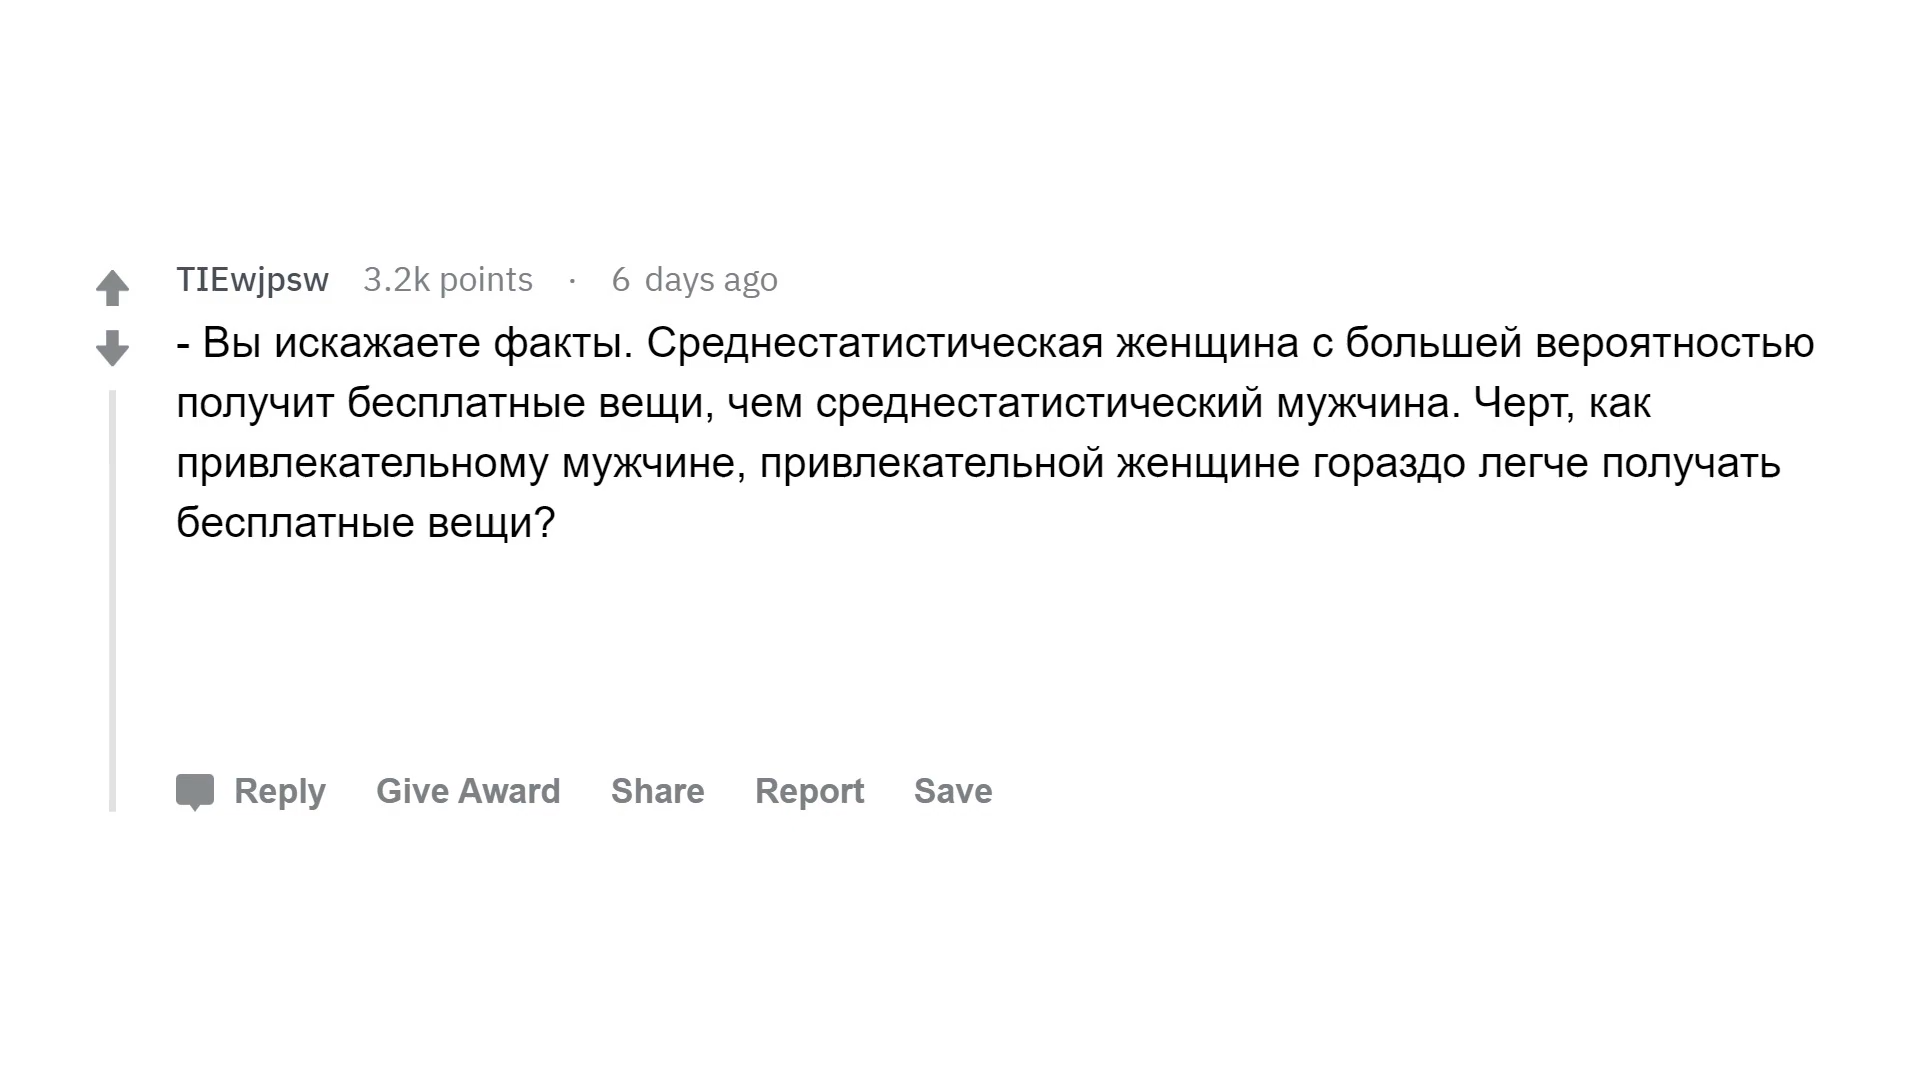 TIEwjpsw 3.2k points · 6 days ago
- Вы искажаете факты. Среднестатистическая женщина с большей вероятностью
получит бесплатные вещи, чем среднестатистический мужчина. Черт, как
привлекательному мужчине, привлекательной женщине гораздо легче получать
бесплатные вещи?
Reply Give Award Share Report Save